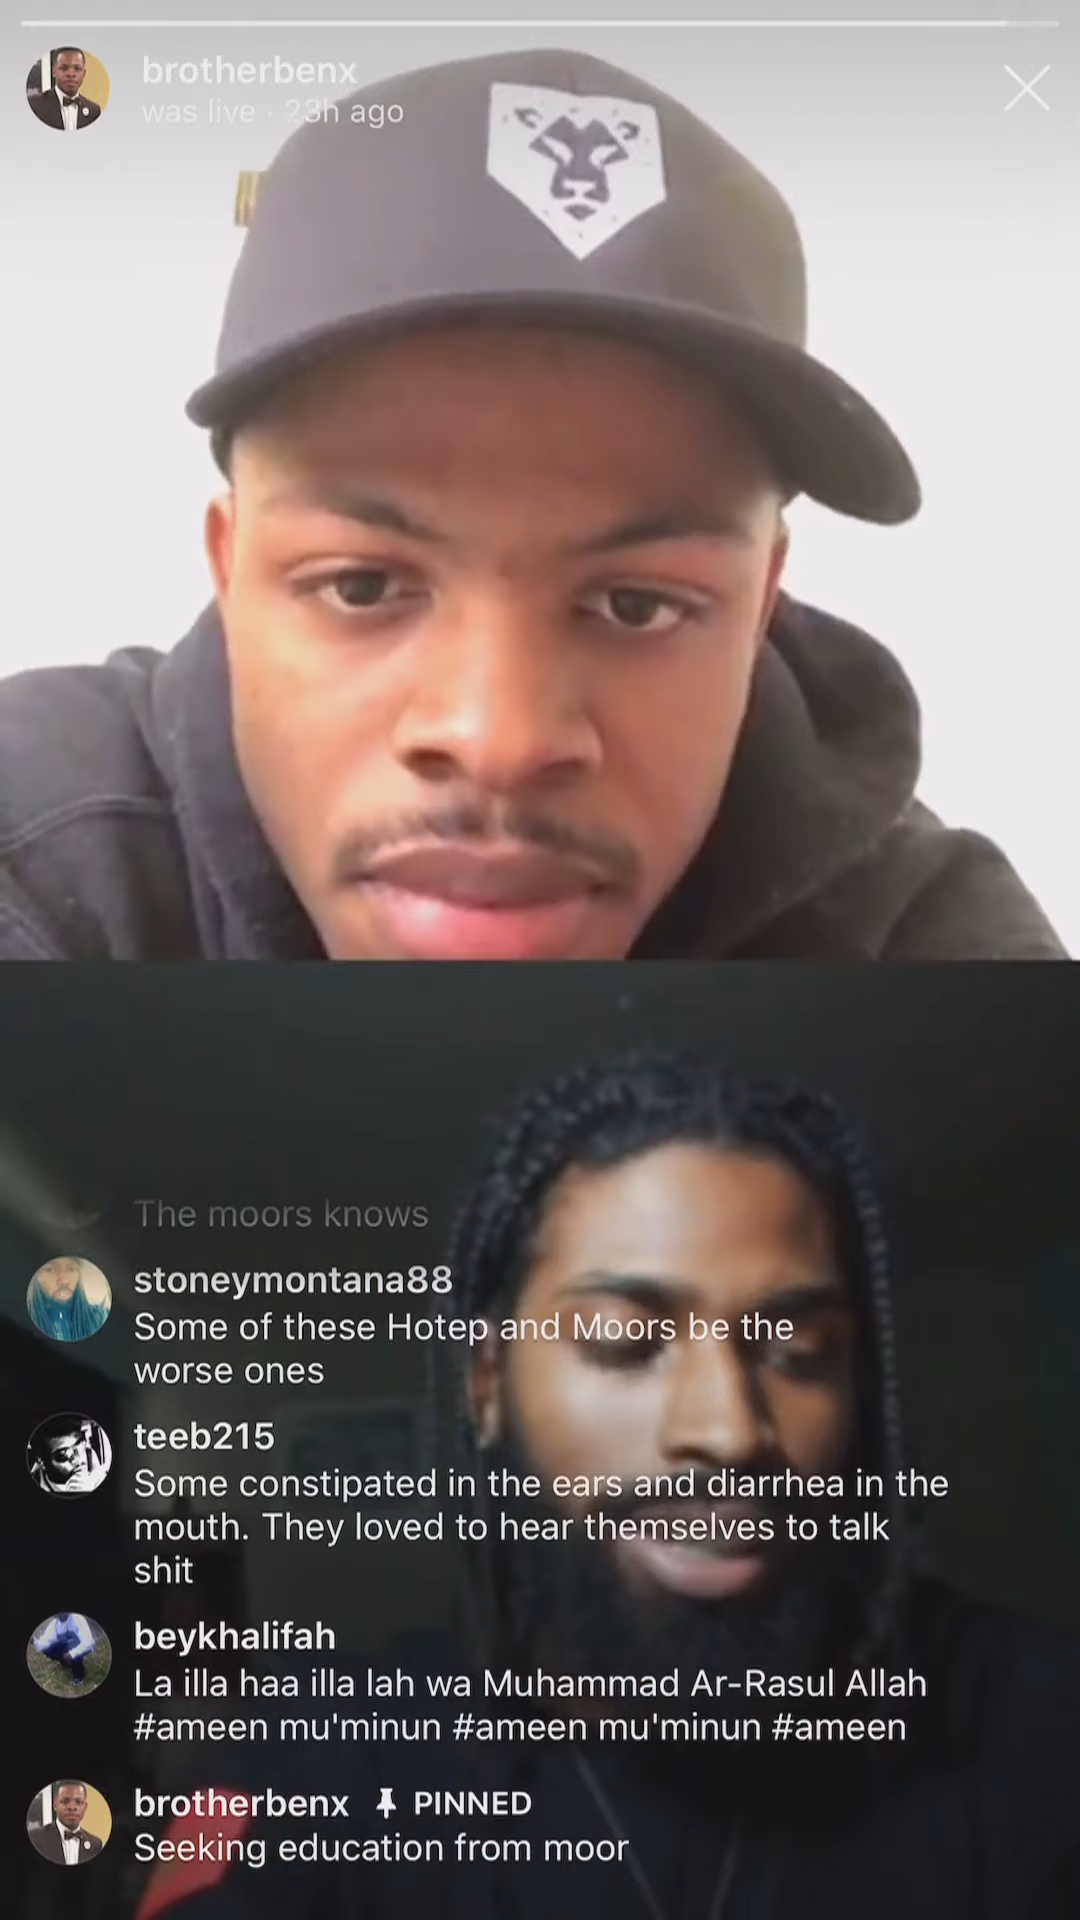 brotherbenx
was live · 23h ago
The moors knows
stoneymontana88
Some of these Hotep and Moors be the
worse ones
teeb215
Some constipated in the ears and diarrhea in the
mouth. They loved to hear themselves to talk
shit
beykhalifah
La illa haa illa lah wa Muhammad Ar-Rasul Allah
#ameen mu'minun #ameen mu'minun #ameen
brotherbenx PINNED
Seeking education from moor